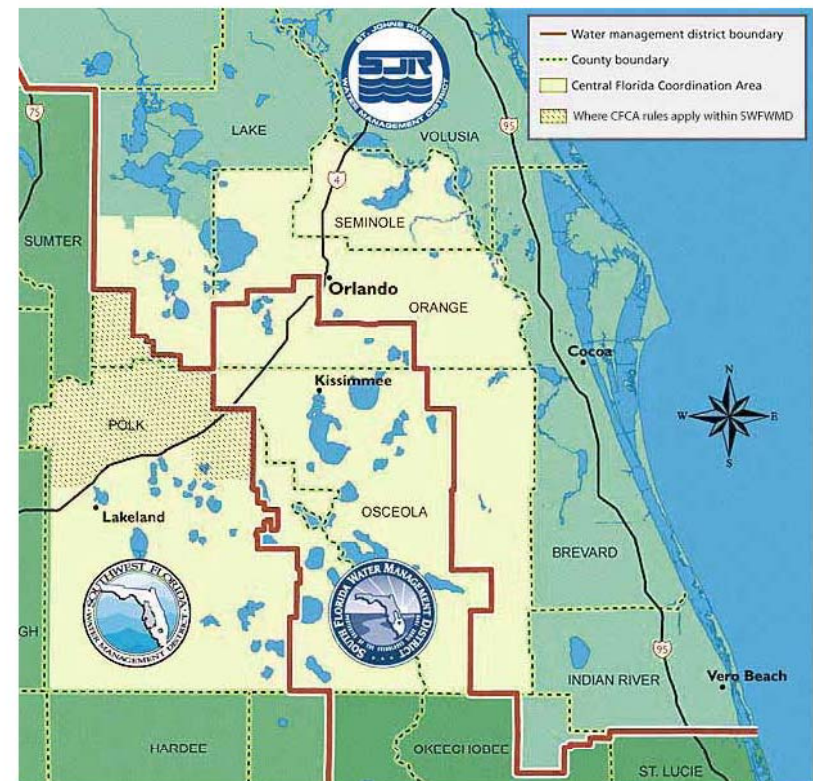 ST. JOHNS RIVER
SJR
WATER MANAGEMENT DISTRICT
Water management district boundary
County boundary
Central Florida Coordination Area
Where CFCA rules apply within SWFWMD
75
LAKE
VOLUSIA
95
4
SEMINOLE
SUMTER
Orlando
ORANGE
Cocoa
Kissimmee
N
W
E
S
POLK
Lakeland
OSCEOLA
BREVARD
SOUTHWEST FLORIDA
WATER MANAGEMENT DISTRICT
SOUTH FLORIDA WATER MANAGEMENT DISTRICT
GH
95
INDIAN RIVER
Vero Beach
HARDEE
OKEECHOBEE
ST. LUCIE